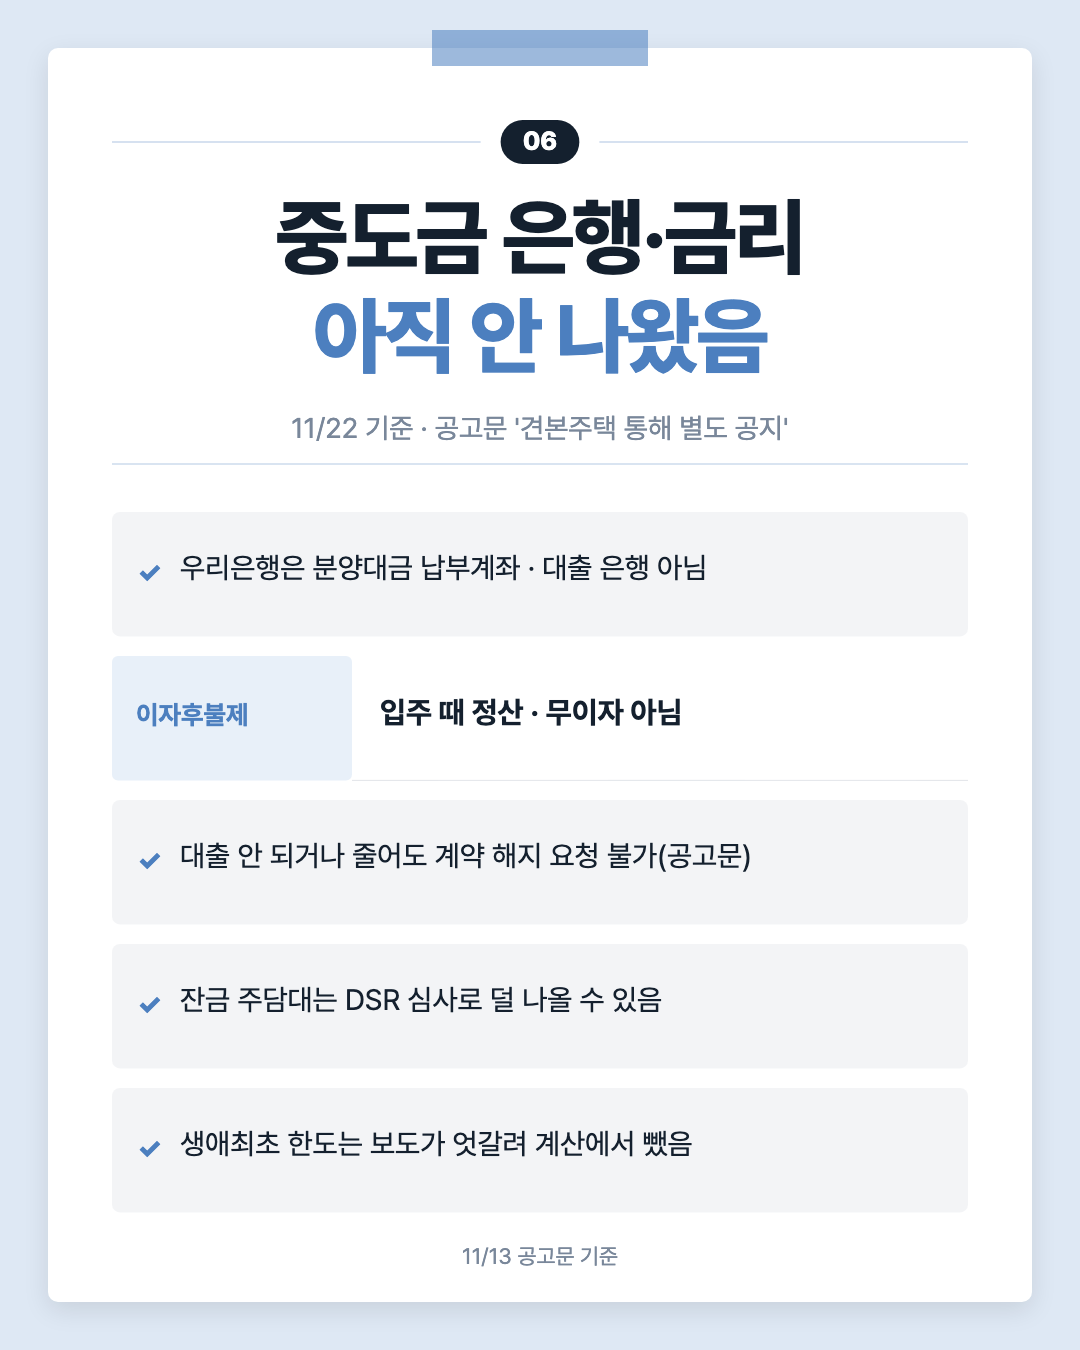 06
중도금 은행·금리
아직 안 나왔음
11/22 기준 · 공고문 '견본주택 통해 별도 공지'
우리은행은 분양대금 납부계좌 · 대출 은행 아님
이자후불제
입주 때 정산 · 무이자 아님
대출 안 되거나 줄어도 계약 해지 요청 불가(공고문)
잔금 주담대는 DSR 심사로 덜 나올 수 있음
생애최초 한도는 보도가 엇갈려 계산에서 뺐음
11/13 공고문 기준